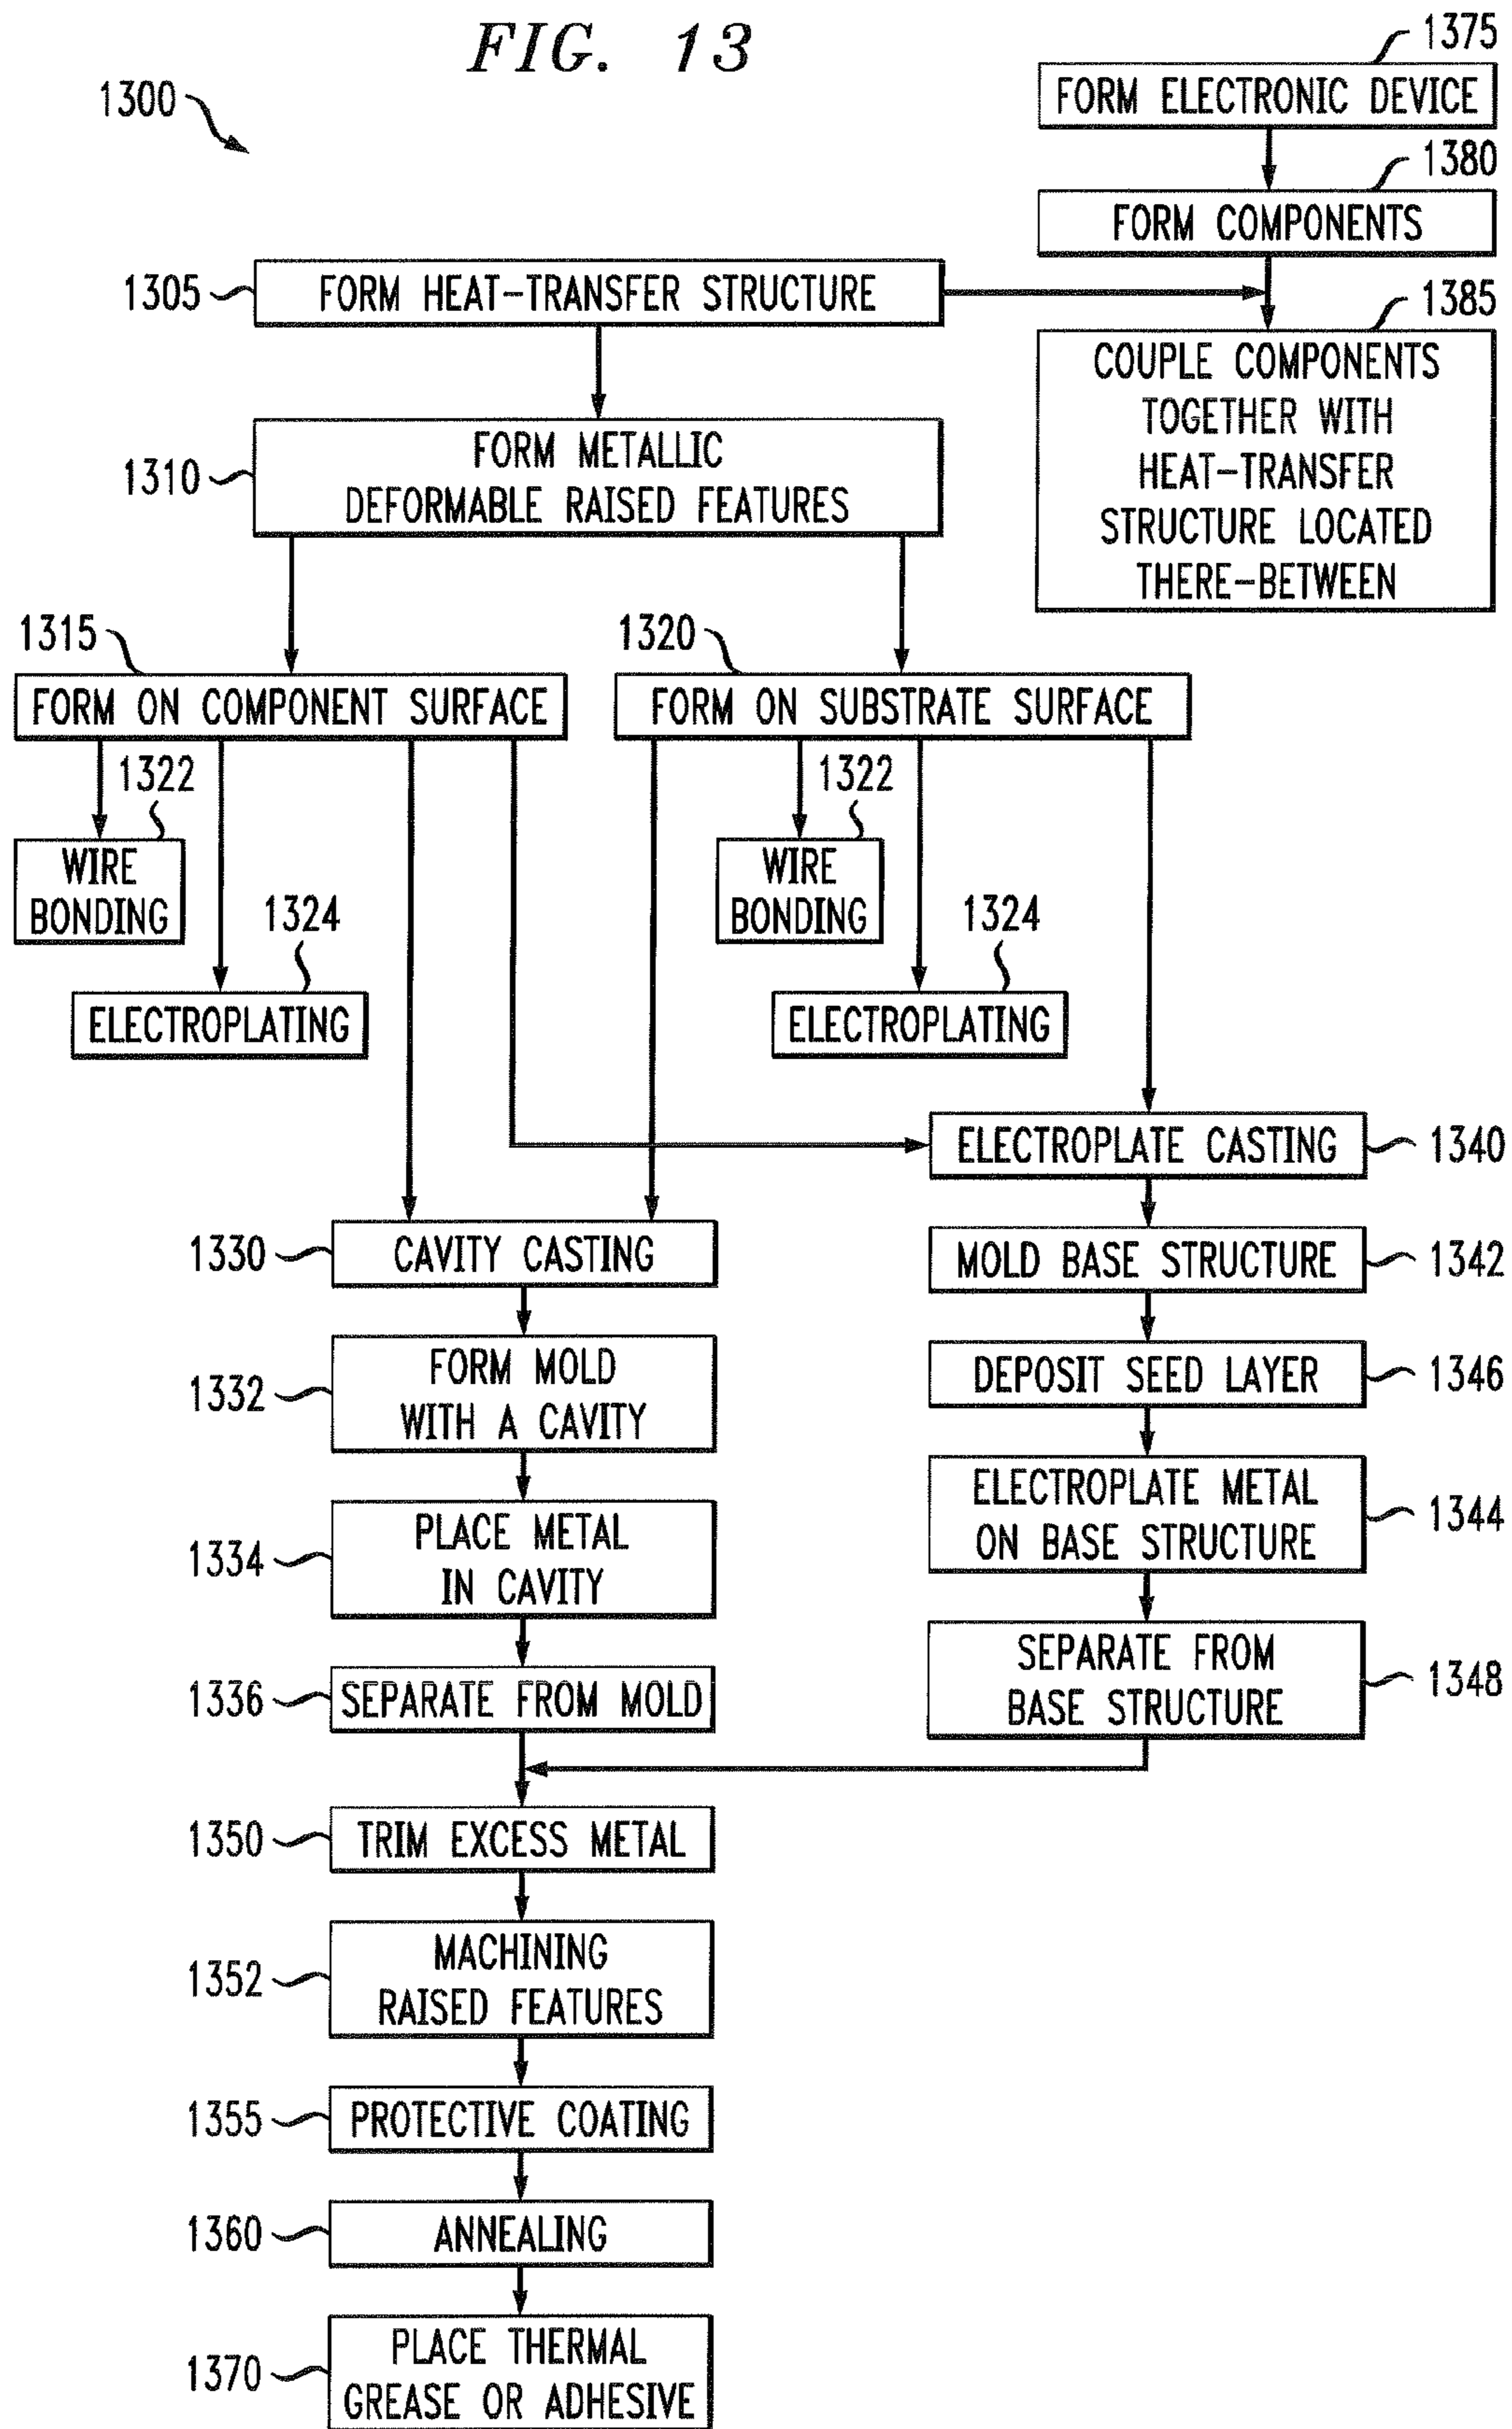 FIG. 13
1300
1375
FORM ELECTRONIC DEVICE
1380
FORM COMPONENTS
1305
FORM HEAT-TRANSFER STRUCTURE
1385
COUPLE COMPONENTS
TOGETHER WITH
HEAT-TRANSFER
STRUCTURE LOCATED
THERE-BETWEEN
1310
FORM METALLIC
DEFORMABLE RAISED FEATURES
1315
FORM ON COMPONENT SURFACE
1320
FORM ON SUBSTRATE SURFACE
1322
WIRE
BONDING
1324
ELECTROPLATING
1322
WIRE
BONDING
1324
ELECTROPLATING
ELECTROPLATE CASTING
1340
1330
CAVITY CASTING
MOLD BASE STRUCTURE
1342
1332
FORM MOLD
WITH A CAVITY
DEPOSIT SEED LAYER
1346
1334
PLACE METAL
IN CAVITY
ELECTROPLATE METAL
ON BASE STRUCTURE
1344
1336
SEPARATE FROM MOLD
SEPARATE FROM
BASE STRUCTURE
1348
1350
TRIM EXCESS METAL
1352
MACHINING
RAISED FEATURES
1355
PROTECTIVE COATING
1360
ANNEALING
1370
PLACE THERMAL
GREASE OR ADHESIVE